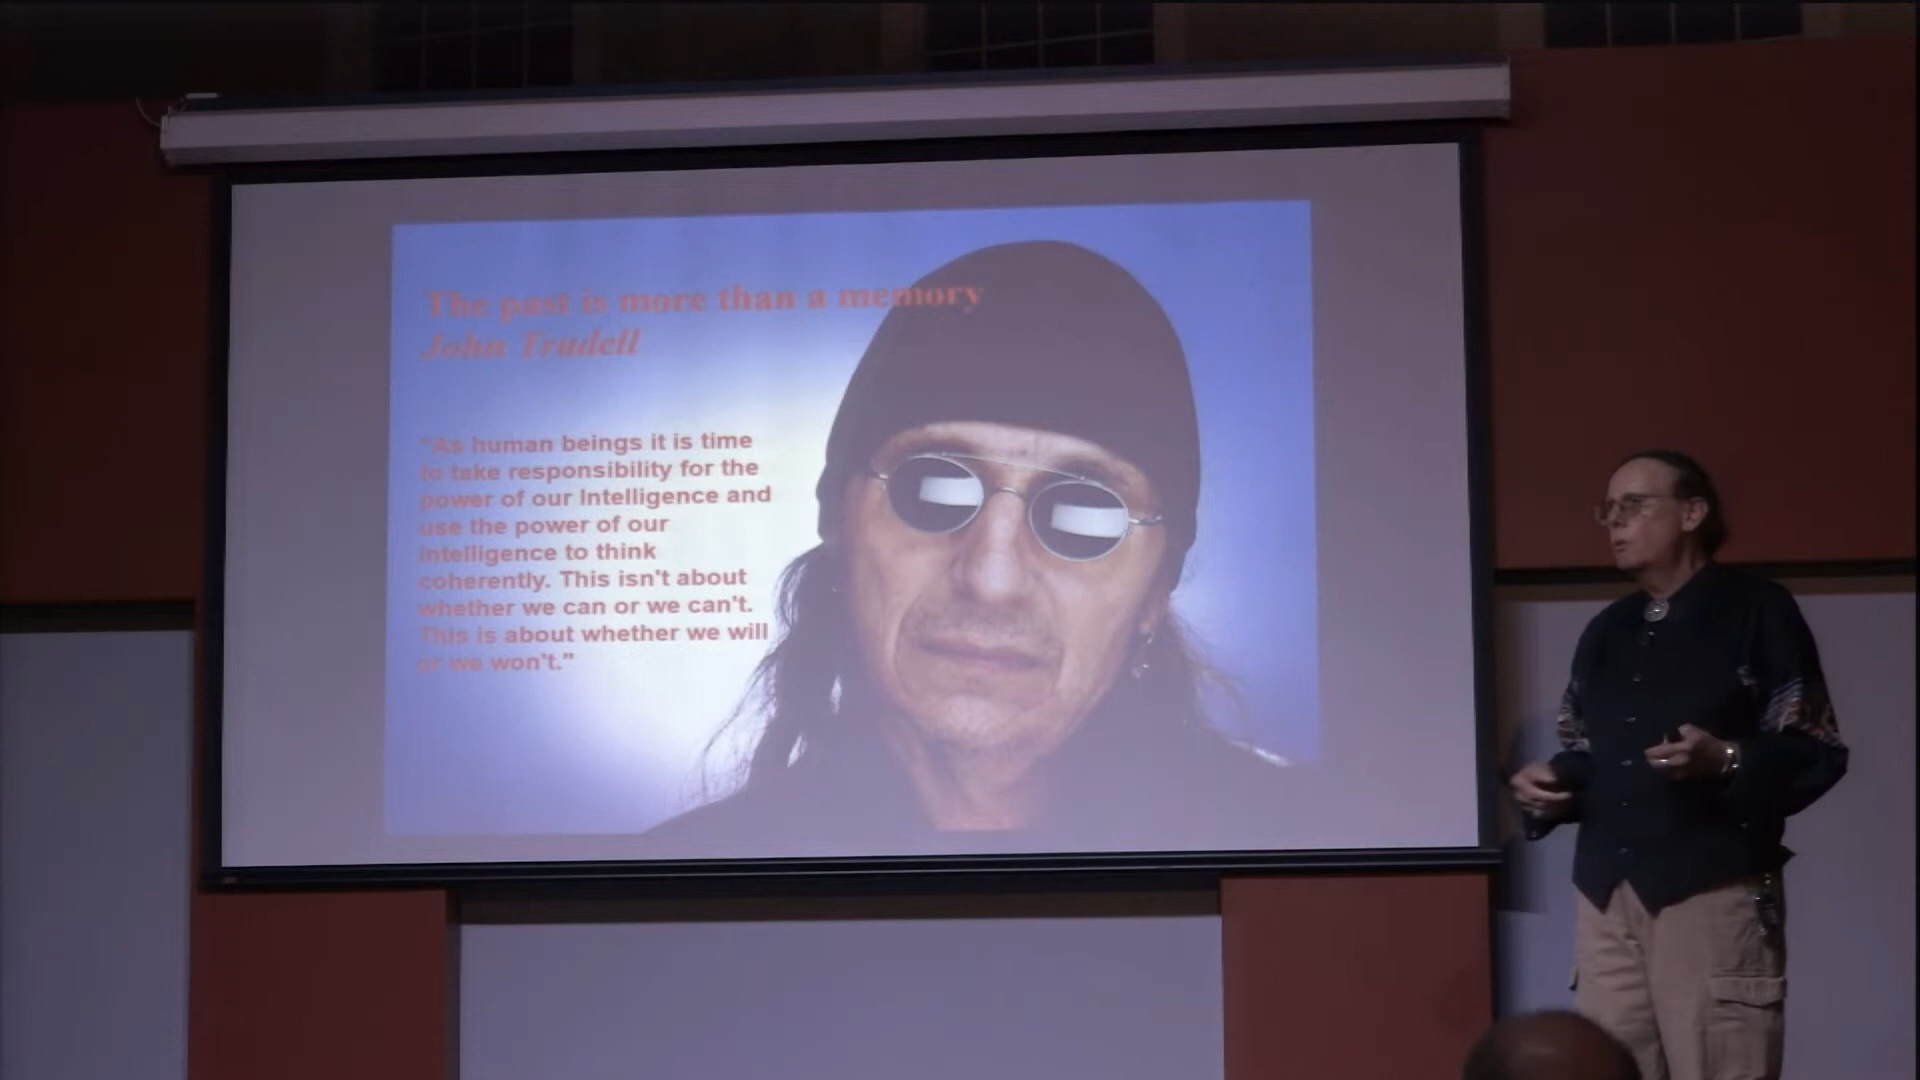 The past is more than a memory
John Trudell
"As human beings it is time
to take responsibility for the
power of our Intelligence and
use the power of our
Intelligence to think
coherently. This isn't about
whether we can or we can't.
This is about whether we will
or we won't."